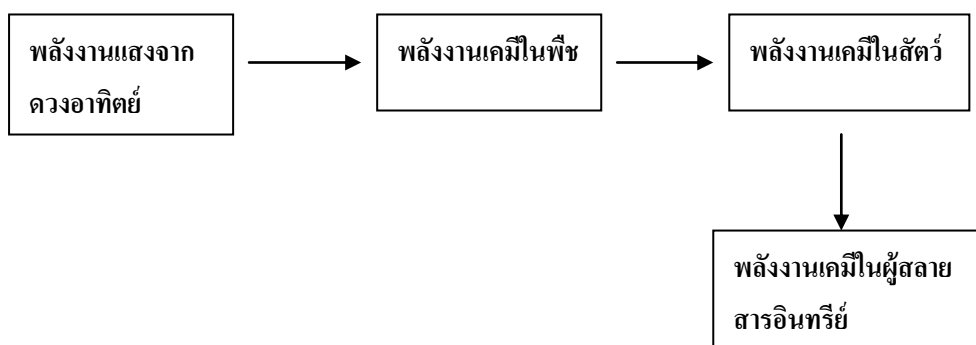 พลังงานแสงจาก
ดวงอาทิตย์
พลังงานเคมีในพืช
พลังงานเคมีในสัตว์
พลังงานเคมีในผู้สลาย
สารอินทรีย์